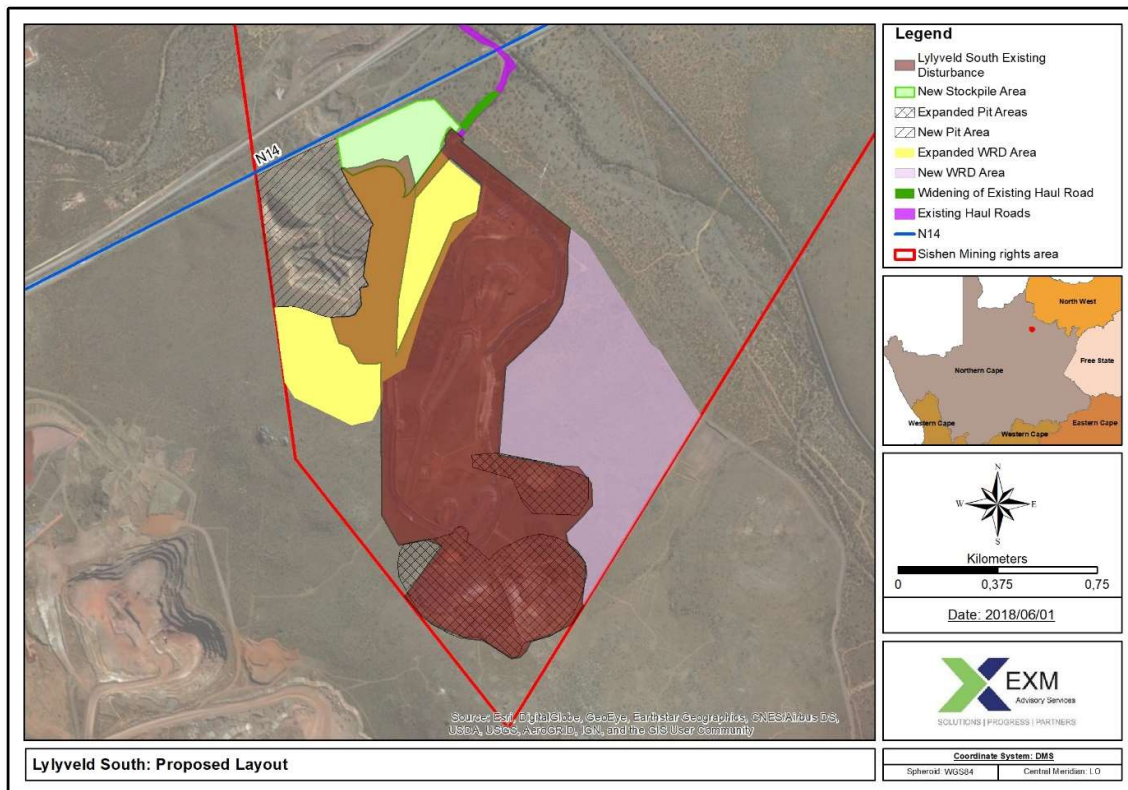 N14
Source: Esri, DigitalGlobe, GeoEye, Earthstar Geographics, CNES/Airbus DS,
USDA, USGS, AeroGRID, IGN, and the GIS User Community
Legend
Lylyveld South Existing
Disturbance
New Stockpile Area
Expanded Pit Areas
New Pit Area
Expanded WRD Area
New WRD Area
Widening of Existing Haul Road
Existing Haul Roads
N14
Sishen Mining rights area
North West
Free State
Northern Cape
Western Cape
Western Cape
Eastern Cape
N
W
E
S
Kilometers
0 0,375 0,75
Date: 2018/06/01
EXM
Advisory Services
SOLUTIONS | PROGRESS | PARTNERS
Lylyveld South: Proposed Layout
Coordinate System: DMS
Spheroid: WGS84 Central Meridian: LO